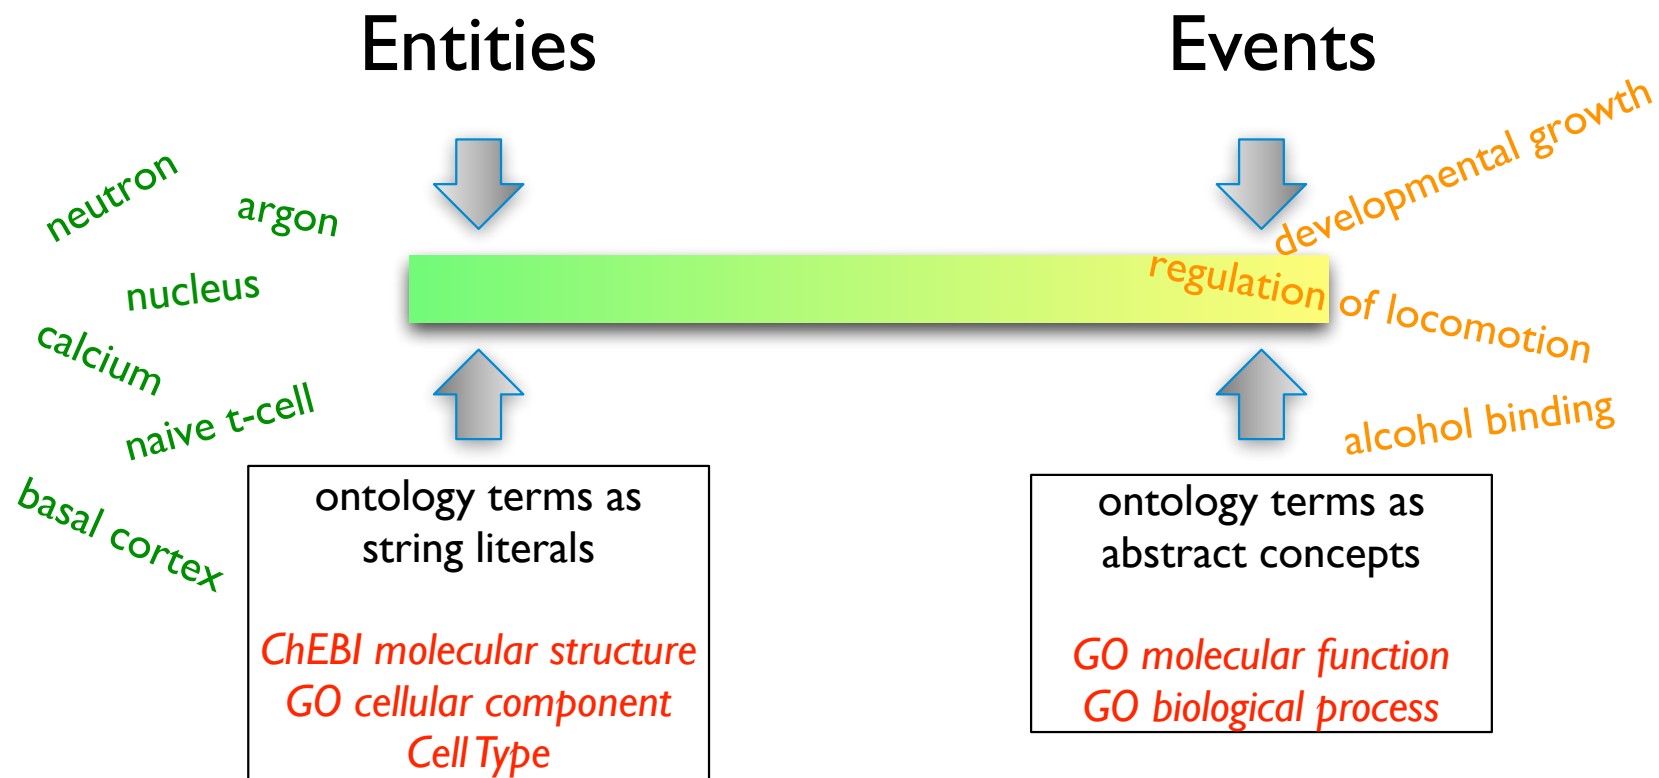 Entities
Events
neutron
argon
nucleus
calcium
naive t-cell
basal cortex
developmental growth
regulation of locomotion
alcohol binding
ontology terms as
string literals
ChEBI molecular structure
GO cellular component
Cell Type
ontology terms as
abstract concepts
GO molecular function
GO biological process